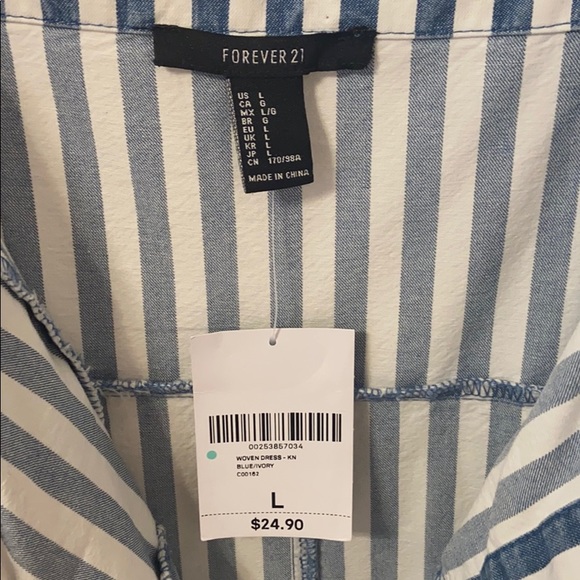 FOREVER 21
US L
CA G
MX L/G
BR G
EU L
UK L
KR L
JP L
CN 170/98A
MADE IN CHINA
00253857034
WOVEN DRESS - KN
BLUE/IVORY
C00163
L
$24.90